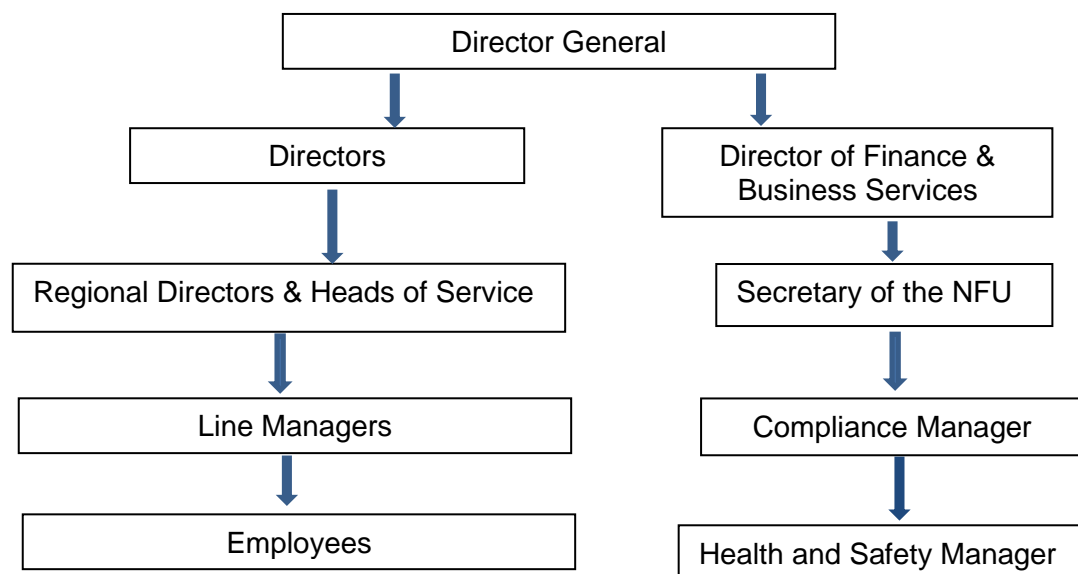 Director General
Directors
Director of Finance &
Business Services
Regional Directors & Heads of Service
Secretary of the NFU
Line Managers
Compliance Manager
Employees
Health and Safety Manager